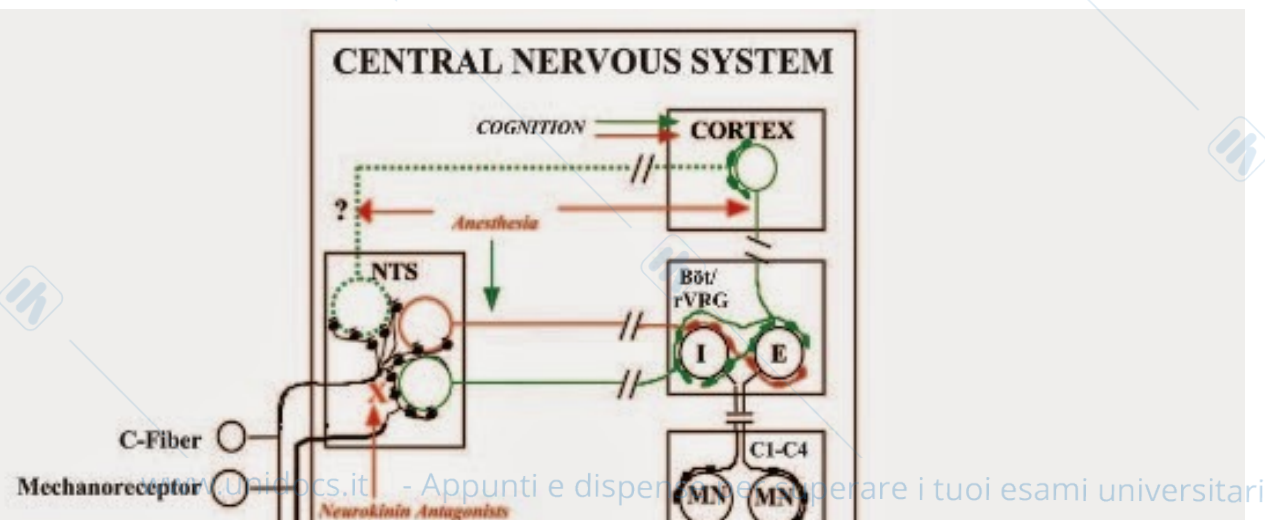 CENTRAL NERVOUS SYSTEM
COGNITION
CORTEX
?
Anesthesia
NTS
Böt/
rVRG
I
E
X
C-Fiber
C1-C4
Mechanoreceptor
MN
MN
www.unidocs.it - Appunti e dispense per superare i tuoi esami universitari
Neurokinin Antagonists